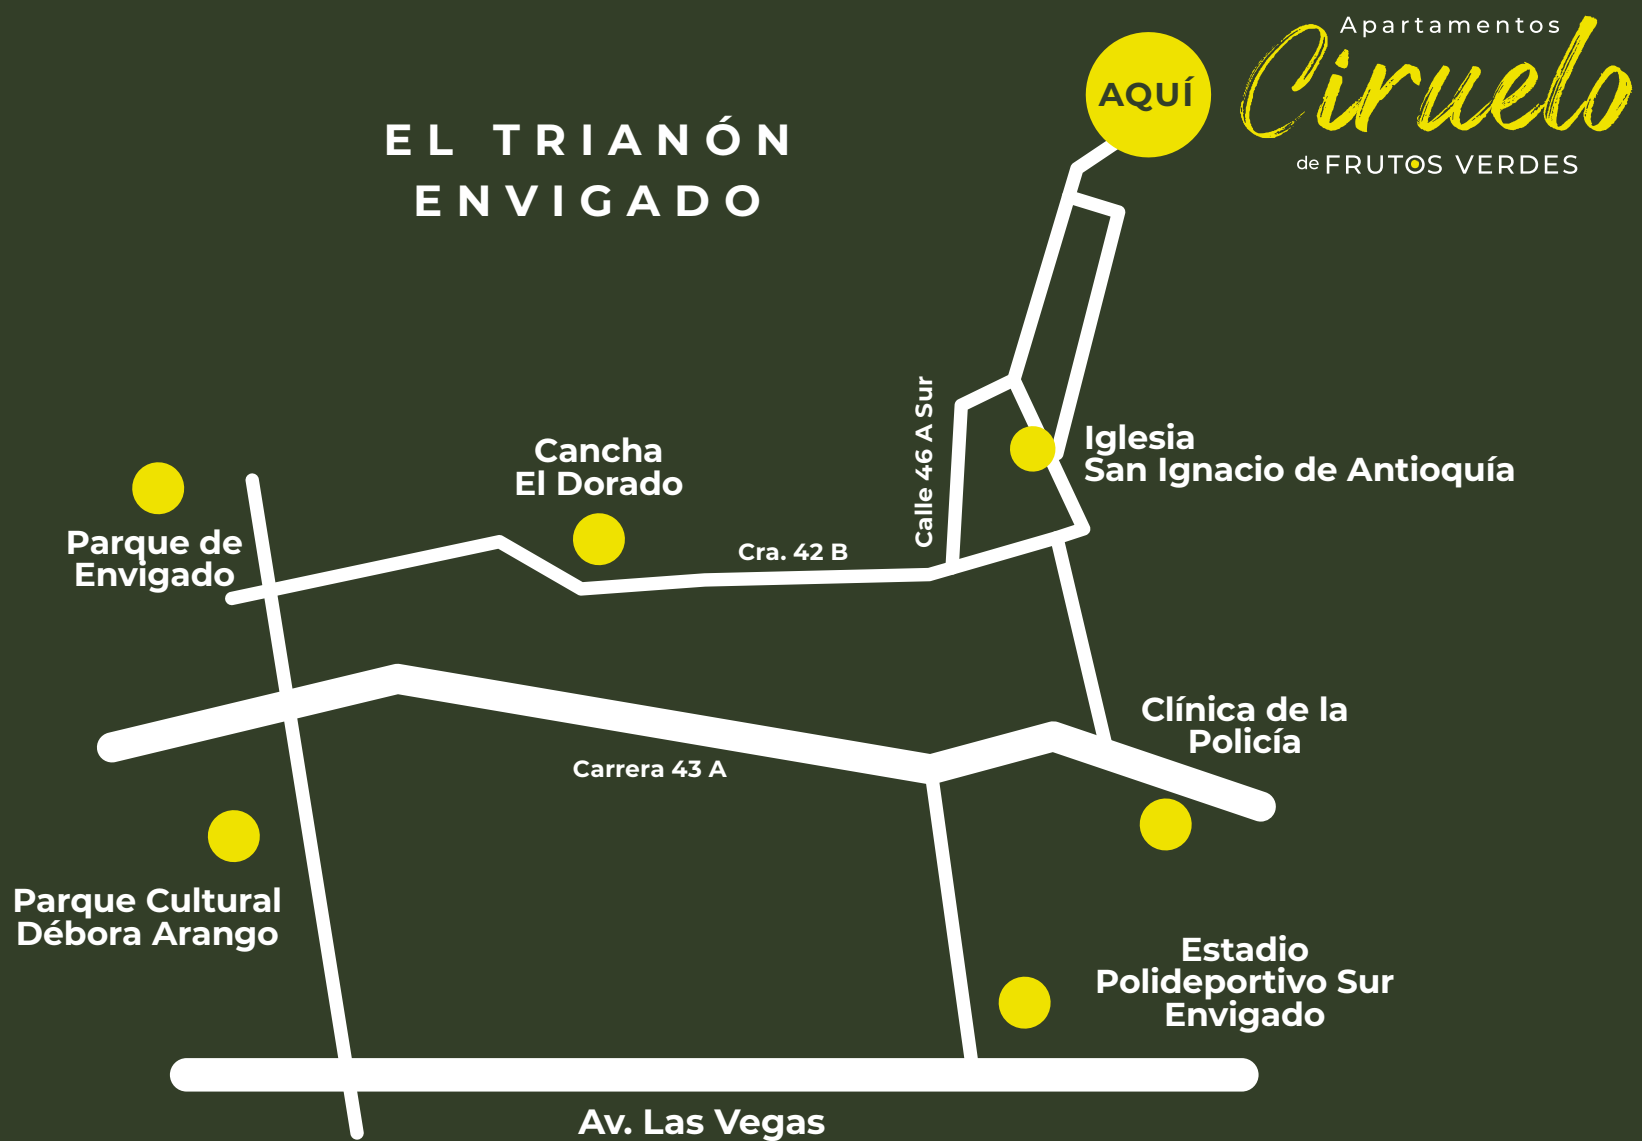 Apartamentos
Ciruelo
de FRUTOS VERDES
AQUÍ
EL TRIANÓN
ENVIGADO
Calle 46 A Sur
Iglesia
San Ignacio de Antioquía
Cancha
El Dorado
Cra. 42 B
Parque de
Envigado
Clínica de la
Policía
Carrera 43 A
Parque Cultural
Débora Arango
Estadio
Polideportivo Sur
Envigado
Av. Las Vegas